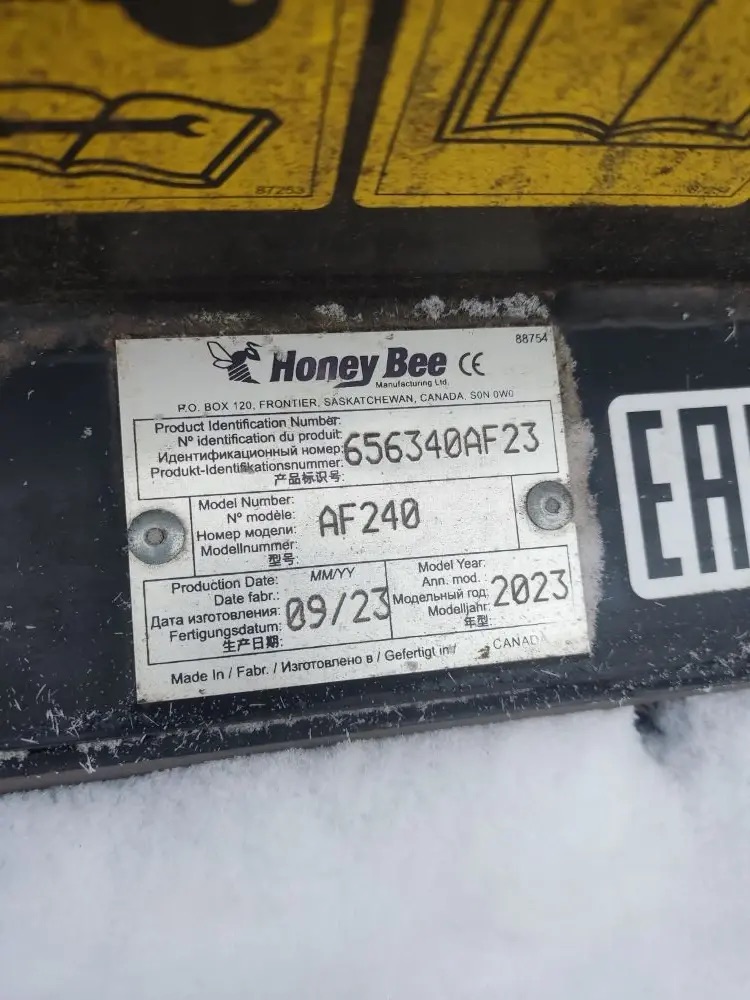 87253
88754
Honey Bee CE
Manufacturing Ltd.
P.O. BOX 120, FRONTIER, SASKATCHEWAN, CANADA, S0N 0W0
Product Identification Number:
Nº identification du produit:
Идентификационный номер:
Produkt-Identifikationsnummer:
产品标识号:
656340AF23
Model Number:
Nº modèle:
Номер модели:
Modellnummer
型号:
AF240
Production Date:
Date fabr.:
Дата изготовления:
Fertigungsdatum:
生产日期:
MM/YY
09/23
Model Year:
Ann. mod.
Модельный год:
Modelljahr:
年型:
2023
Made In / Fabr. / Изготовлено в / Gefertigt in/
CANADA
EAC